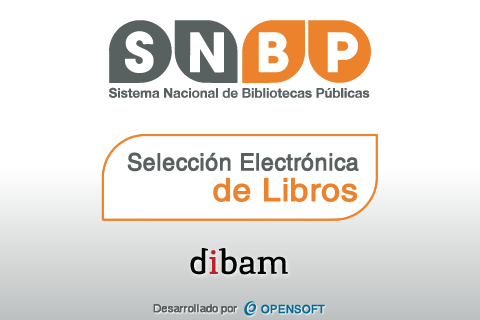 SNBP
Sistema Nacional de Bibliotecas Públicas
Selección Electrónica
de Libros
dibam
Desarrollado por OPENSOFT